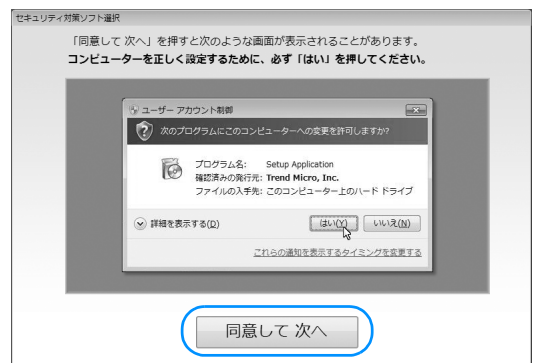 セキュリティ対策ソフト選択
「同意して 次へ」を押すと次のような画面が表示されることがあります。
コンピューターを正しく設定するために、必ず「はい」を押してください。
ユーザー アカウント制御
次のプログラムにこのコンピューターへの変更を許可しますか?
プログラム名: Setup Application
確認済みの発行元: Trend Micro, Inc.
ファイルの入手先: このコンピューター上のハード ドライブ
詳細を表示する(D) はい(Y) いいえ(N)
これらの通知を表示するタイミングを変更する
同意して 次へ